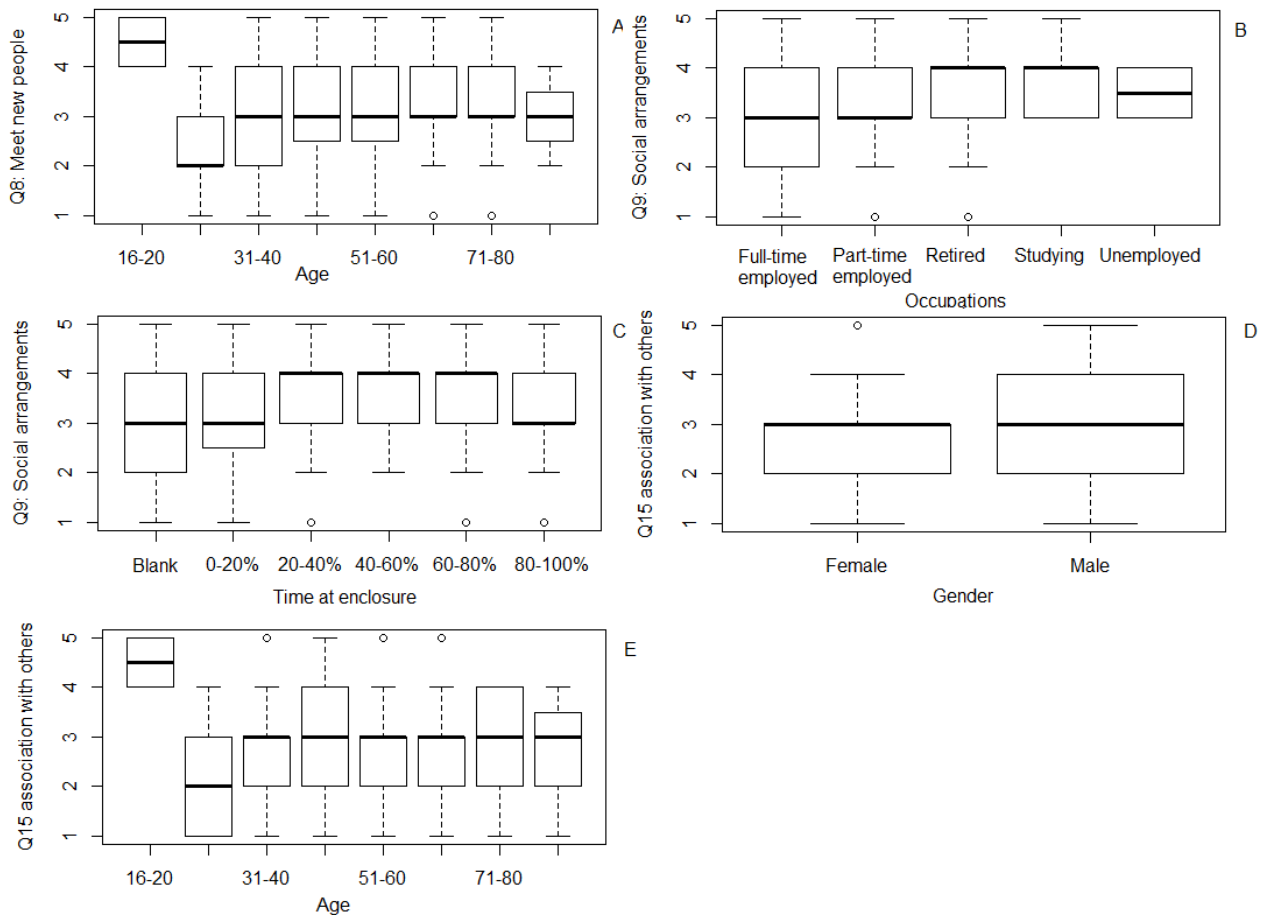 A
Q8: Meet new people
5
4
3
2
1
16-20 31-40 51-60 71-80
Age
B
Q9: Social arrangements
5
4
3
2
1
Full-time employed Part-time employed Retired Studying Unemployed
Occupations
C
Q9: Social arrangements
5
4
3
2
1
Blank 0-20% 20-40% 40-60% 60-80% 80-100%
Time at enclosure
D
Q15 association with others
5
4
3
2
1
Female Male
Gender
E
Q15 association with others
5
4
3
2
1
16-20 31-40 51-60 71-80
Age